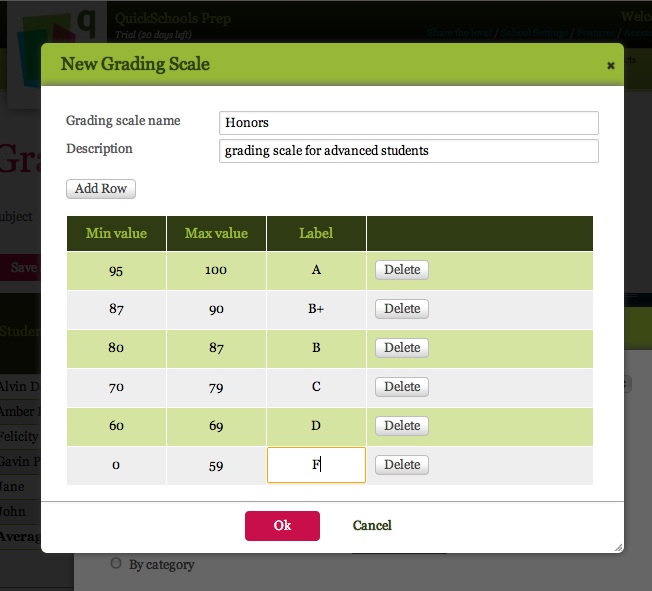 q
QuickSchools Prep
Trial (20 days left)
Welco
Share the love! / School Settings / Features /
New Grading Scale
Grading scale name Honors
Description grading scale for advanced students
Add Row
Min value Max value Label
95 100 A Delete
87 90 B+ Delete
80 87 B Delete
70 79 C Delete
60 69 D Delete
0 59 F Delete
Ok Cancel
Gra
ubject
Save
Studen
Alvin D
Amber
Felicity
Gavin F
Jane
John
Averag
By category